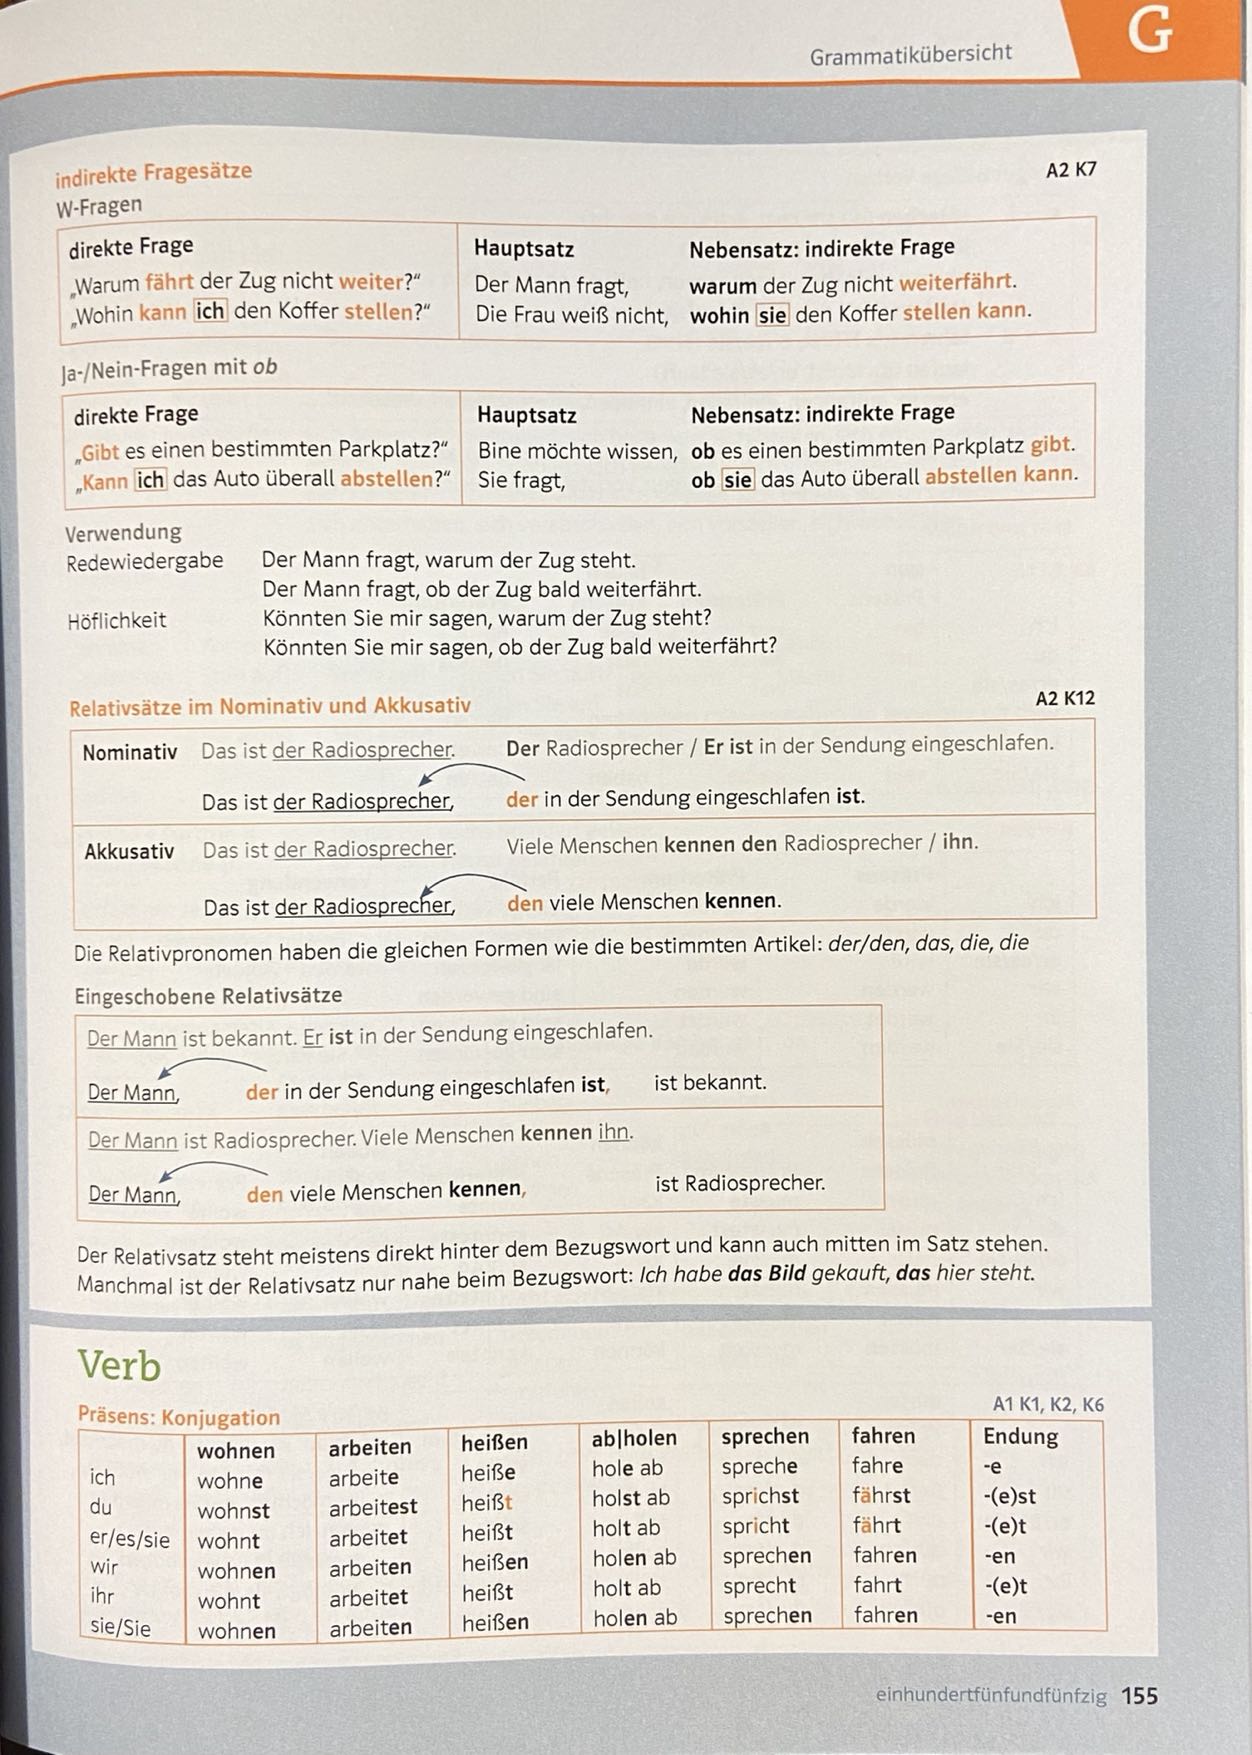 Grammatikübersicht
G
indirekte Fragesätze A2 K7
W-Fragen
direkte Frage Hauptsatz Nebensatz: indirekte Frage
„Warum fährt der Zug nicht weiter?“ Der Mann fragt, warum der Zug nicht weiterfährt.
„Wohin kann ich den Koffer stellen?“ Die Frau weiß nicht, wohin sie den Koffer stellen kann.
Ja-/Nein-Fragen mit ob
direkte Frage Hauptsatz Nebensatz: indirekte Frage
„Gibt es einen bestimmten Parkplatz?“ Bine möchte wissen, ob es einen bestimmten Parkplatz gibt.
„Kann ich das Auto überall abstellen?“ Sie fragt, ob sie das Auto überall abstellen kann.
Verwendung
Redewiedergabe Der Mann fragt, warum der Zug steht.
Der Mann fragt, ob der Zug bald weiterfährt.
Höflichkeit Könnten Sie mir sagen, warum der Zug steht?
Könnten Sie mir sagen, ob der Zug bald weiterfährt?
Relativsätze im Nominativ und Akkusativ A2 K12
Nominativ Das ist der Radiosprecher. Der Radiosprecher / Er ist in der Sendung eingeschlafen.
Das ist der Radiosprecher, der in der Sendung eingeschlafen ist.
Akkusativ Das ist der Radiosprecher. Viele Menschen kennen den Radiosprecher / ihn.
Das ist der Radiosprecher, den viele Menschen kennen.
Die Relativpronomen haben die gleichen Formen wie die bestimmten Artikel: der/den, das, die, die
Eingeschobene Relativsätze
Der Mann ist bekannt. Er ist in der Sendung eingeschlafen.
Der Mann, der in der Sendung eingeschlafen ist, ist bekannt.
Der Mann ist Radiosprecher. Viele Menschen kennen ihn.
Der Mann, den viele Menschen kennen, ist Radiosprecher.
Der Relativsatz steht meistens direkt hinter dem Bezugswort und kann auch mitten im Satz stehen.
Manchmal ist der Relativsatz nur nahe beim Bezugswort: Ich habe das Bild gekauft, das hier steht.
Verb
Präsens: Konjugation A1 K1, K2, K6
wohnen arbeiten heißen ab|holen sprechen fahren Endung
ich wohne arbeite heiße hole ab spreche fahre -e
du wohnst arbeitest heißt holst ab sprichst fährst -(e)st
er/es/sie wohnt arbeitet heißt holt ab spricht fährt -(e)t
wir wohnen arbeiten heißen holen ab sprechen fahren -en
ihr wohnt arbeitet heißt holt ab sprecht fahrt -(e)t
sie/Sie wohnen arbeiten heißen holen ab sprechen fahren -en
einhundertfünfundfünfzig 155